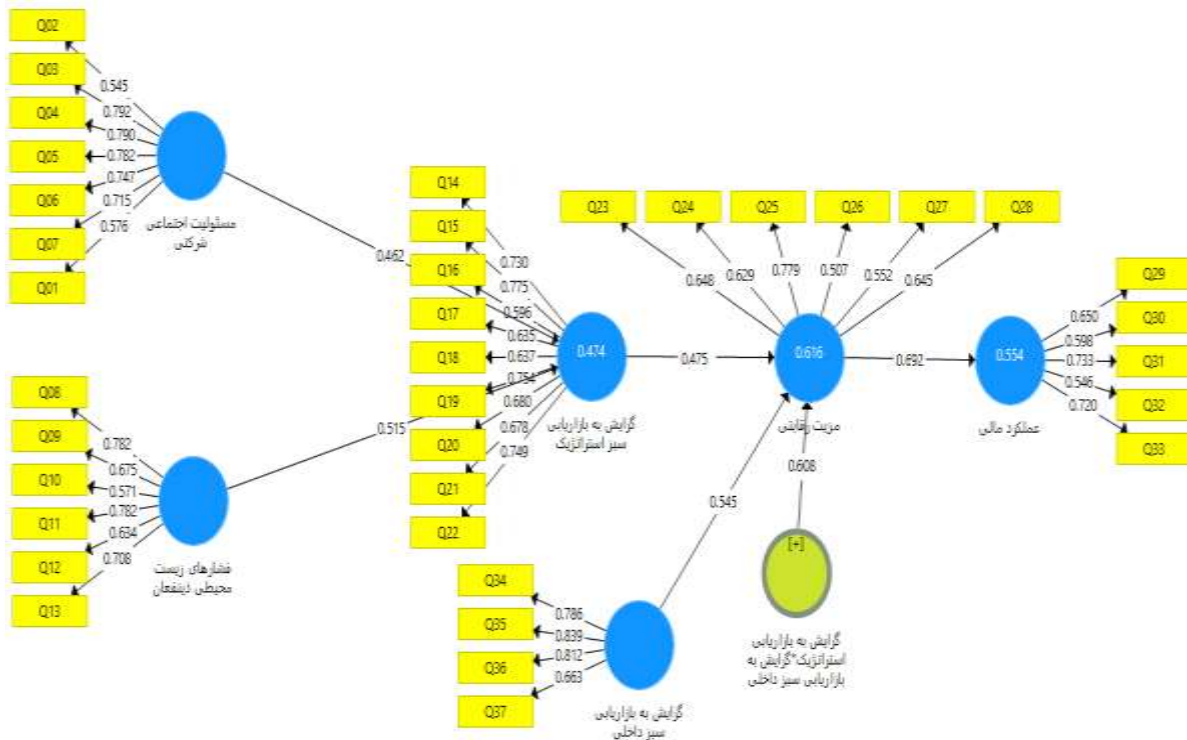 Q02
Q03
Q04
Q05
Q06
Q07
Q01
0.545
0.792
0.790
0.782
0.747
0.715
0.576
مسئولیت اجتماعی
شرکتی
0.462
Q08
Q09
Q10
Q11
Q12
Q13
0.782
0.675
0.571
0.782
0.634
0.708
فشارهای زیست
محیطی ذینفعان
0.515
Q14
Q15
Q16
Q17
Q18
Q19
Q20
Q21
Q22
0.730
0.775
0.596
0.635
0.637
0.754
0.680
0.678
0.749
0.474
گرایش به بازاریابی
سبز استراتژیک
0.475
Q23
Q24
Q25
Q26
Q27
Q28
0.648
0.629
0.779
0.507
0.552
0.645
0.616
مزیت رقابتی
0.692
0.554
عملکرد مالی
Q29
Q30
Q31
Q32
Q33
0.650
0.598
0.733
0.546
0.720
0.545
0.608
Q34
Q35
Q36
Q37
0.786
0.839
0.812
0.663
گرایش به بازاریابی
سبز داخلی
[+]
گرایش به بازاریابی
استراتژیک*گرایش به
بازاریابی سبز داخلی